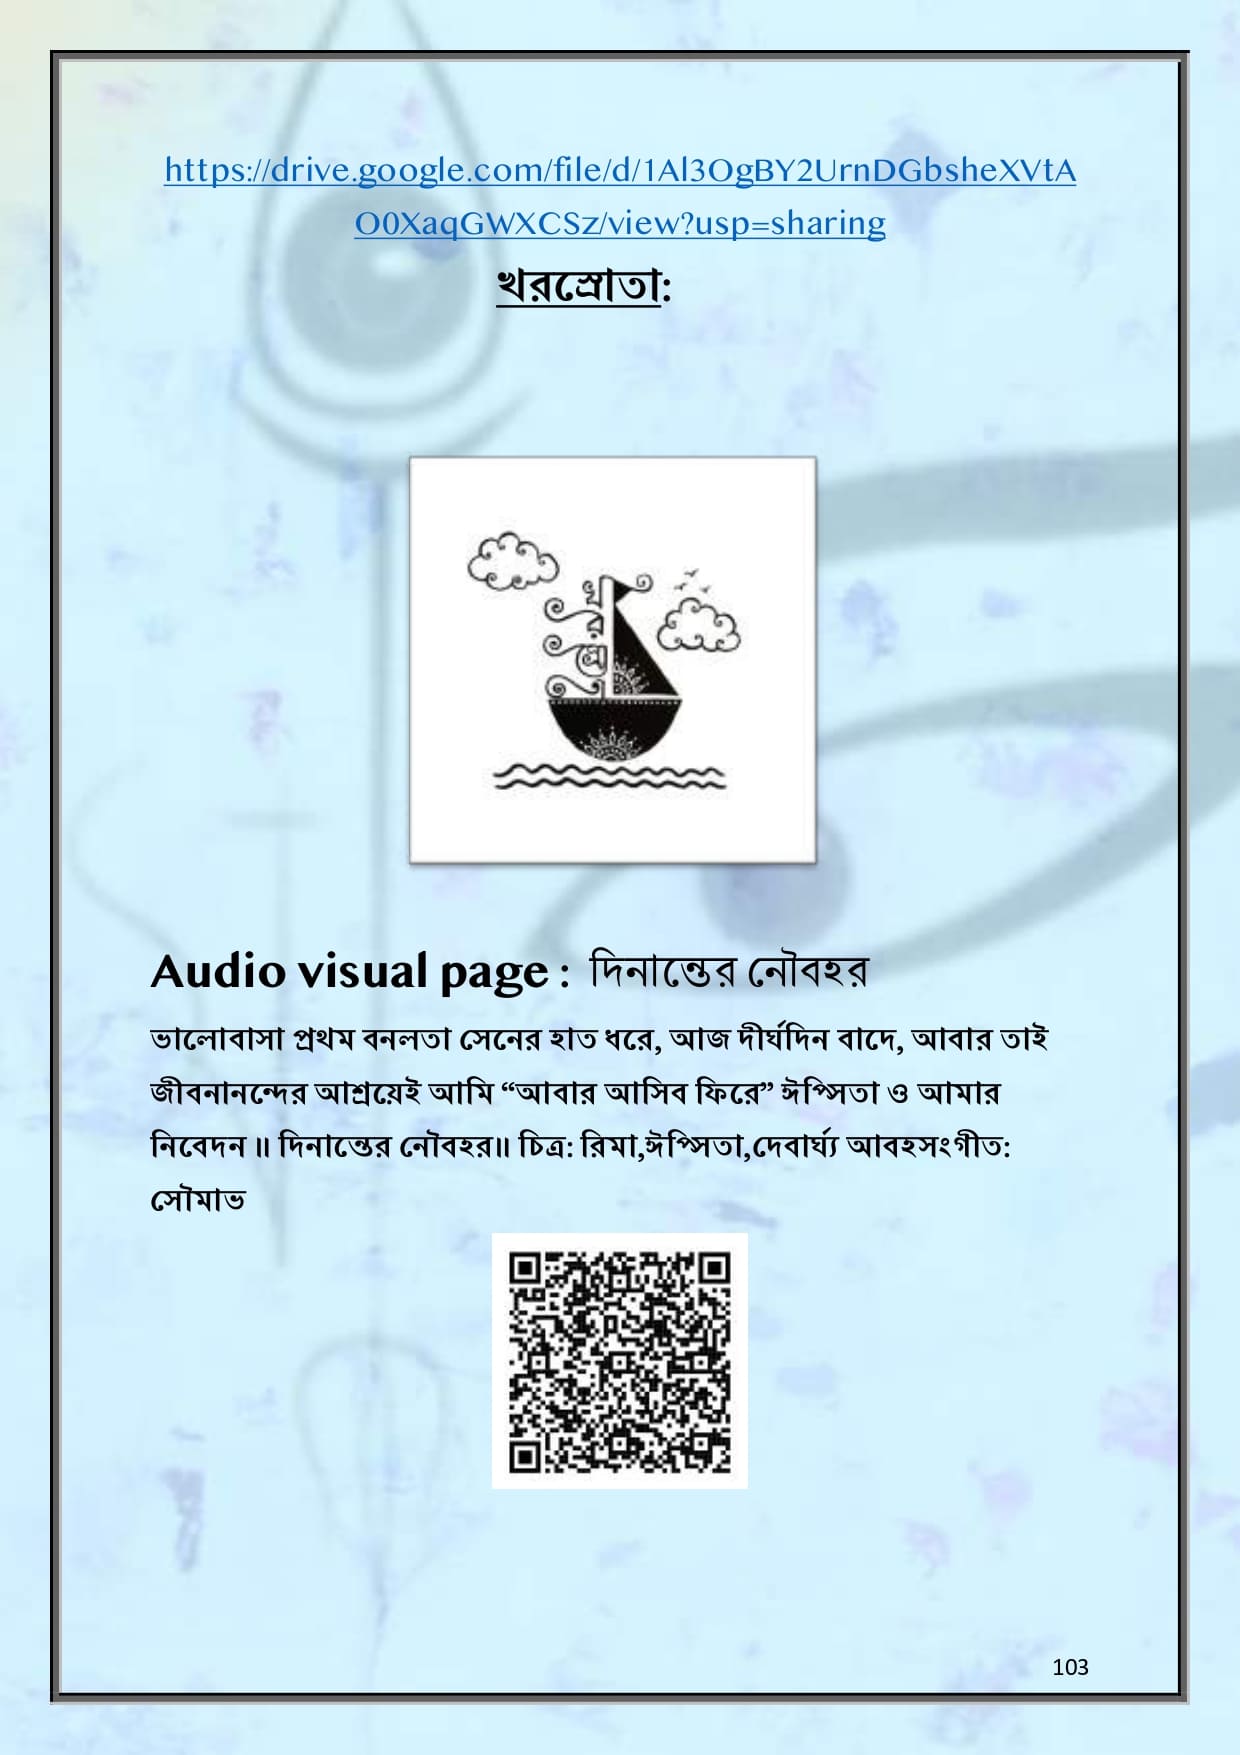 https://drive.google.com/file/d/1Al3OgBY2UrnDGbsheXVtA
O0XaqGWXCSz/view?usp=sharing
খরস্রোতা:
খরস্রোতা
Audio visual page : দিনান্তের নৌবহর
ভালোবাসা প্রথম বনলতা সেনের হাত ধরে, আজ দীর্ঘদিন বাদে, আবার তাই
জীবনানন্দের আশ্রয়েই আমি “আবার আসিব ফিরে” ঈপ্সিতা ও আমার
নিবেদন ॥ দিনান্তের নৌবহর॥ চিত্র: রিমা,ঈপ্সিতা,দেবার্ঘ্য আবহসংগীত:
সৌমাভ
103